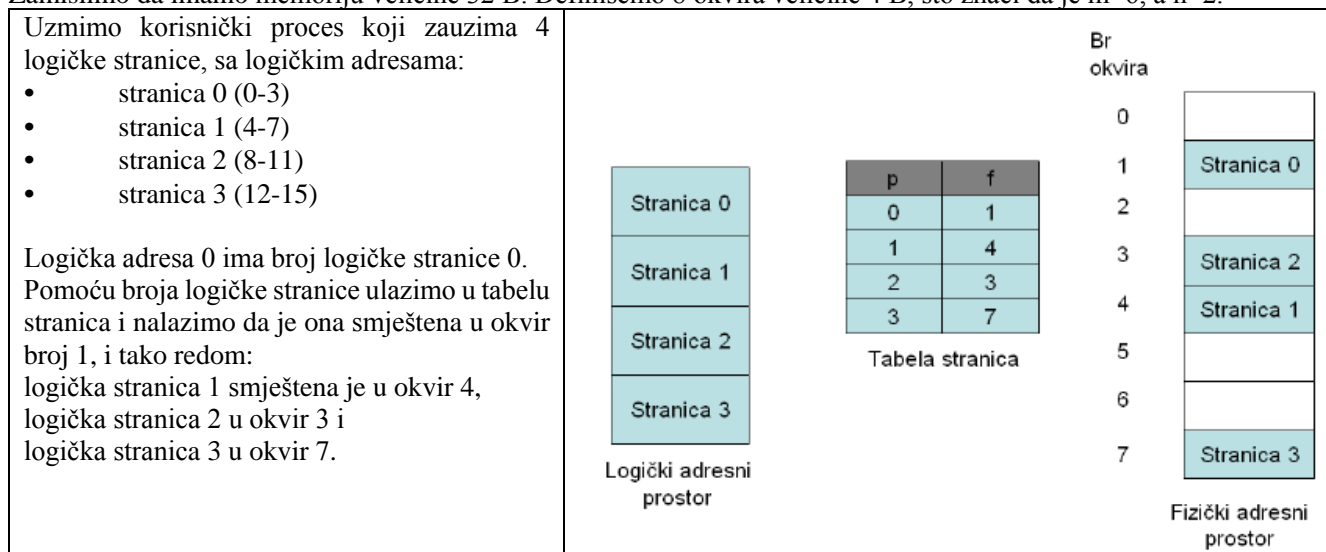 Zamislimo da imamo memoriju veličine 32 B. Definišemo 8 okvira veličine 4 B, što znači da je m=6, a n=2.
Uzmimo korisnički proces koji zauzima 4
logičke stranice, sa logičkim adresama:
• stranica 0 (0-3)
• stranica 1 (4-7)
• stranica 2 (8-11)
• stranica 3 (12-15)
Logička adresa 0 ima broj logičke stranice 0.
Pomoću broja logičke stranice ulazimo u tabelu
stranica i nalazimo da je ona smještena u okvir
broj 1, i tako redom:
logička stranica 1 smještena je u okvir 4,
logička stranica 2 u okvir 3 i
logička stranica 3 u okvir 7.
Stranica 0
Stranica 1
Stranica 2
Stranica 3
Logički adresni
prostor
p f
0 1
1 4
2 3
3 7
Tabela stranica
Br
okvira
0
1 Stranica 0
2
3 Stranica 2
4 Stranica 1
5
6
7 Stranica 3
Fizički adresni
prostor